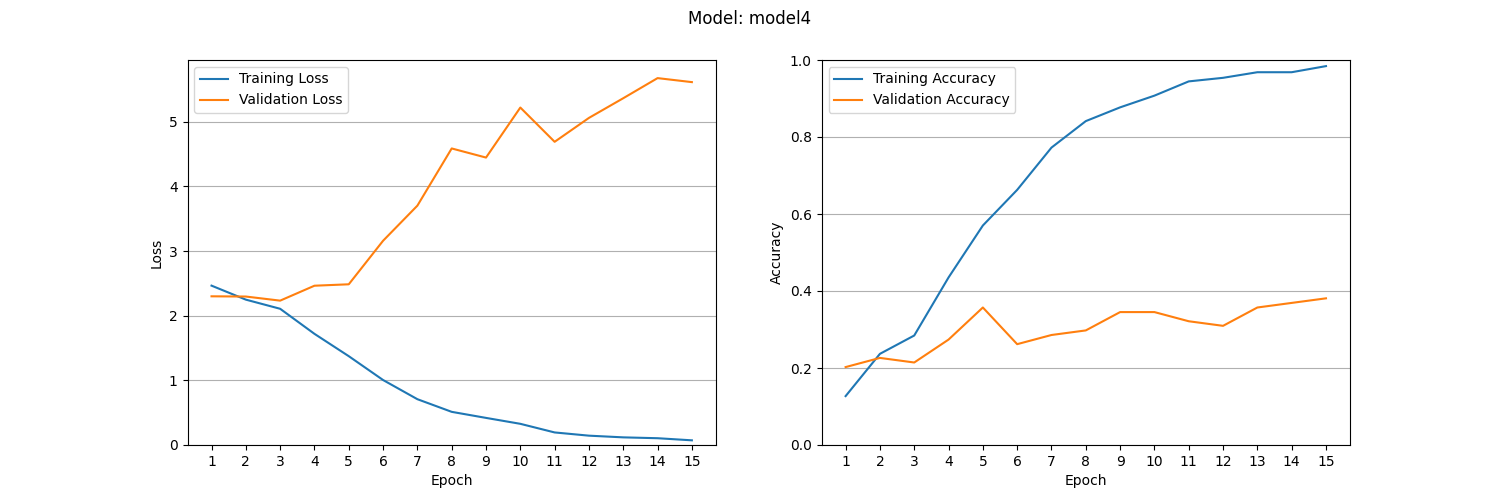 Model: model4
Training Loss
Validation Loss
5
4
3
2
1
0
Loss
1 2 3 4 5 6 7 8 9 10 11 12 13 14 15
Epoch
Training Accuracy
Validation Accuracy
1.0
0.8
0.6
0.4
0.2
0.0
Accuracy
1 2 3 4 5 6 7 8 9 10 11 12 13 14 15
Epoch